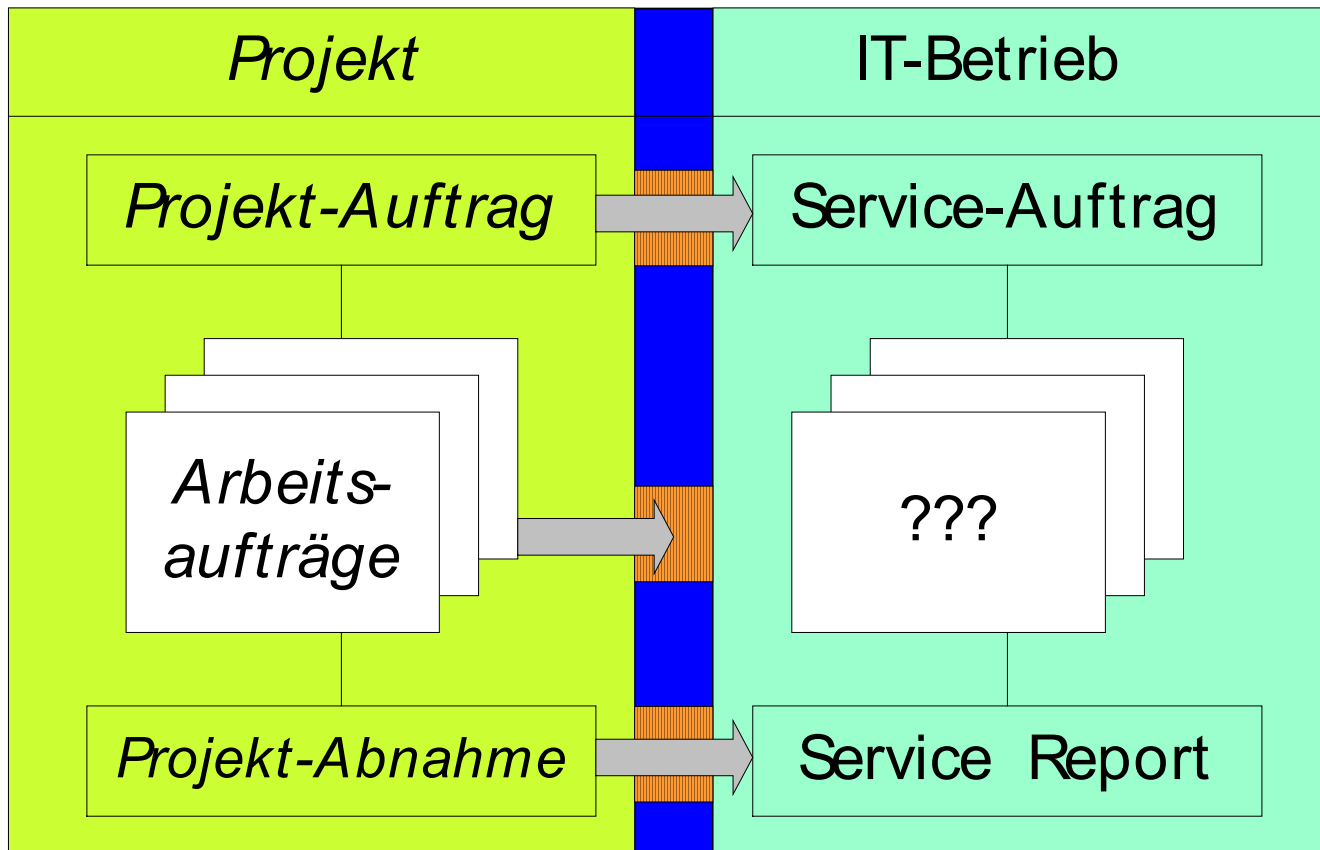 Projekt
IT-Betrieb
Projekt-Auftrag
Service-Auftrag
Arbeits-
aufträge
???
Projekt-Abnahme
Service Report